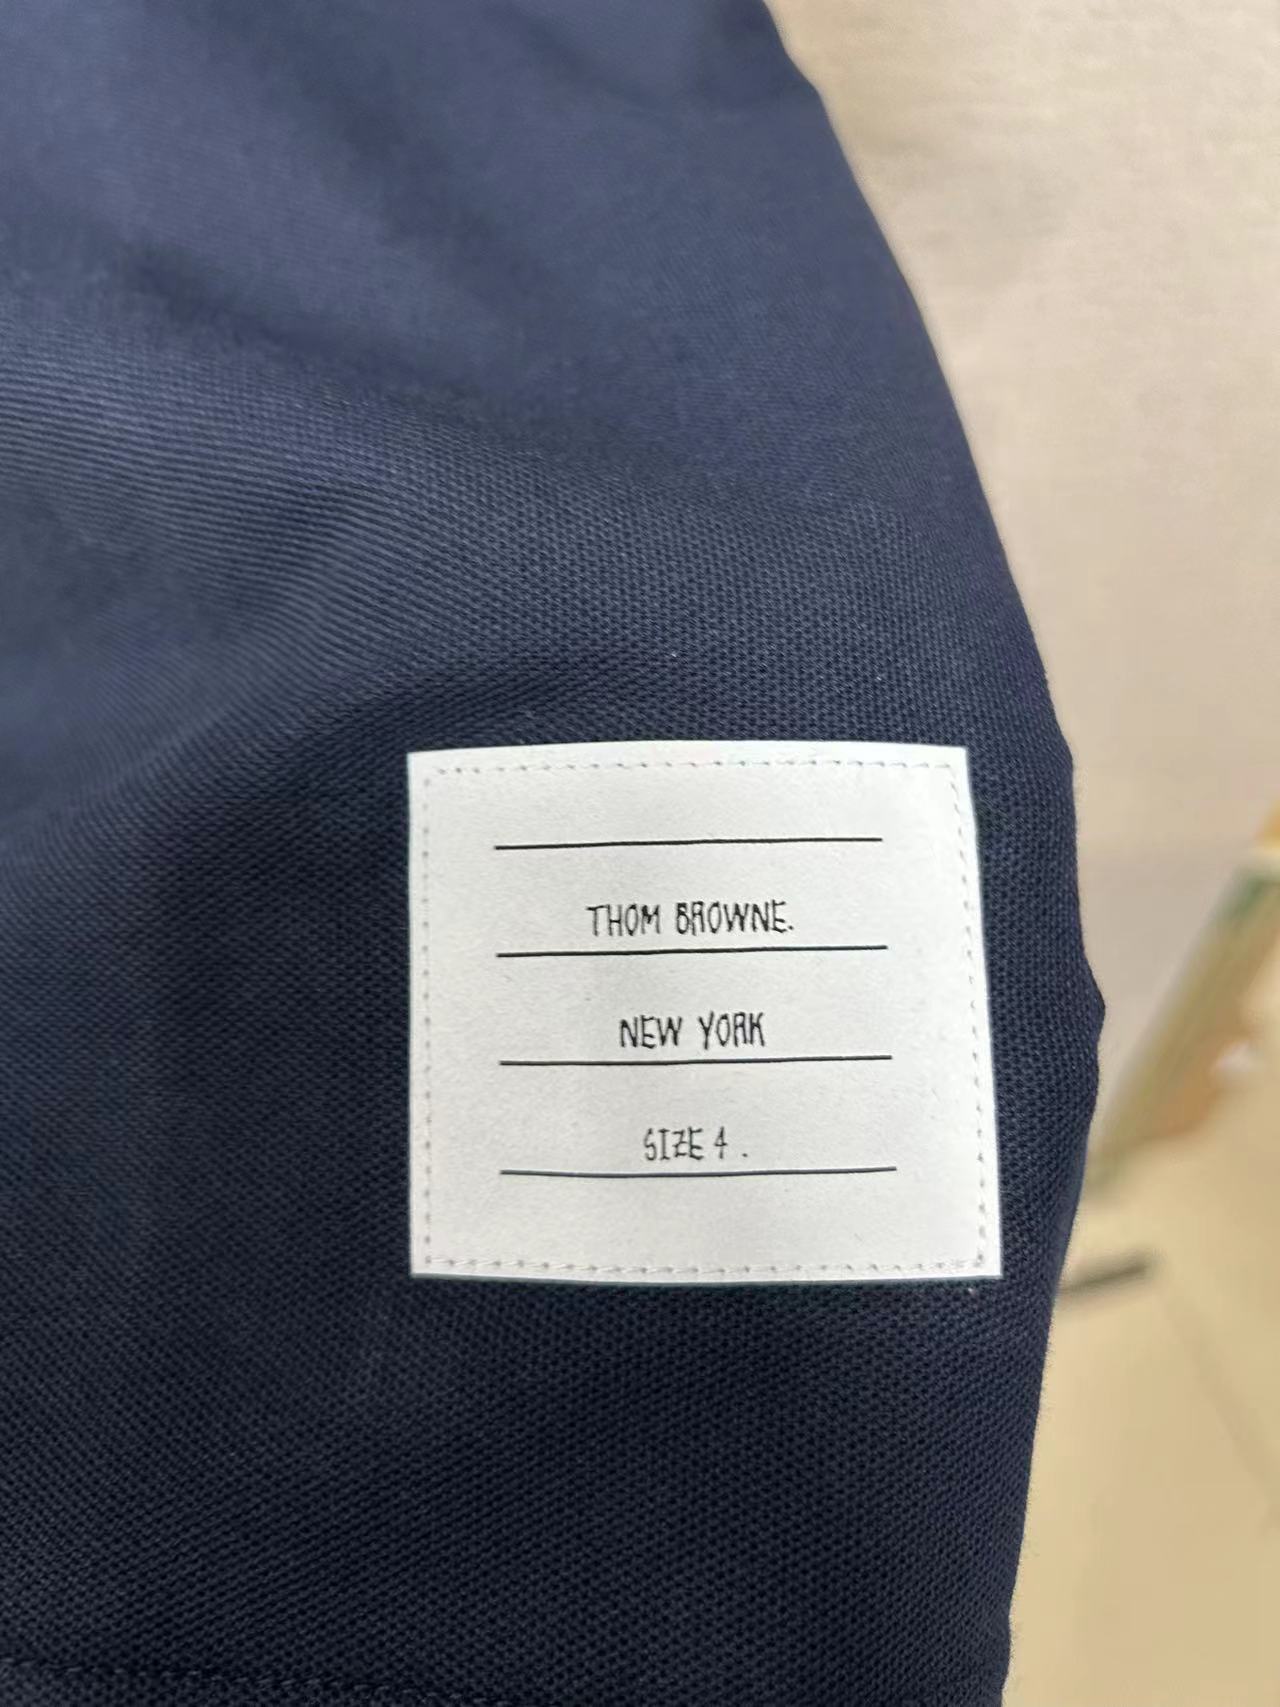 THOM BROWNE.
NEW YORK
SIZE 4 .